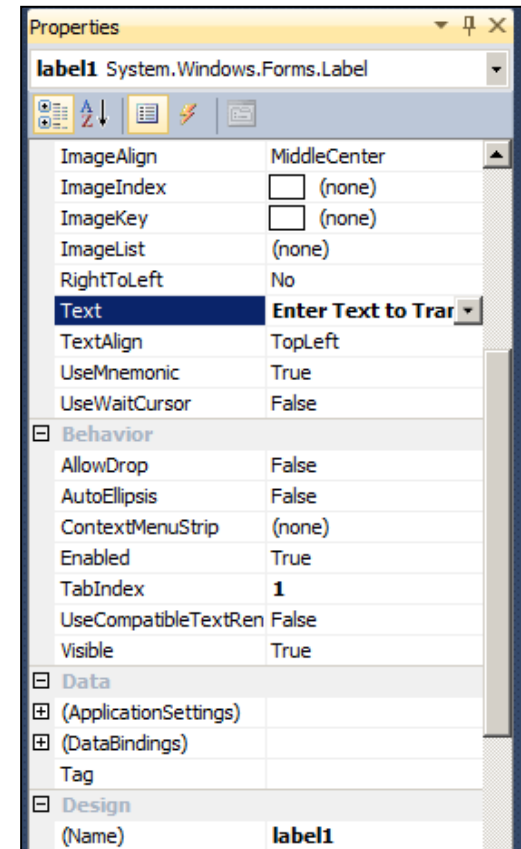 Properties
label1 System.Windows.Forms.Label
ImageAlign MiddleCenter
ImageIndex (none)
ImageKey (none)
ImageList (none)
RightToLeft No
Text Enter Text to Trar
TextAlign TopLeft
UseMnemonic True
UseWaitCursor False
Behavior
AllowDrop False
AutoEllipsis False
ContextMenuStrip (none)
Enabled True
TabIndex 1
UseCompatibleTextRen False
Visible True
Data
(ApplicationSettings)
(DataBindings)
Tag
Design
(Name) label1